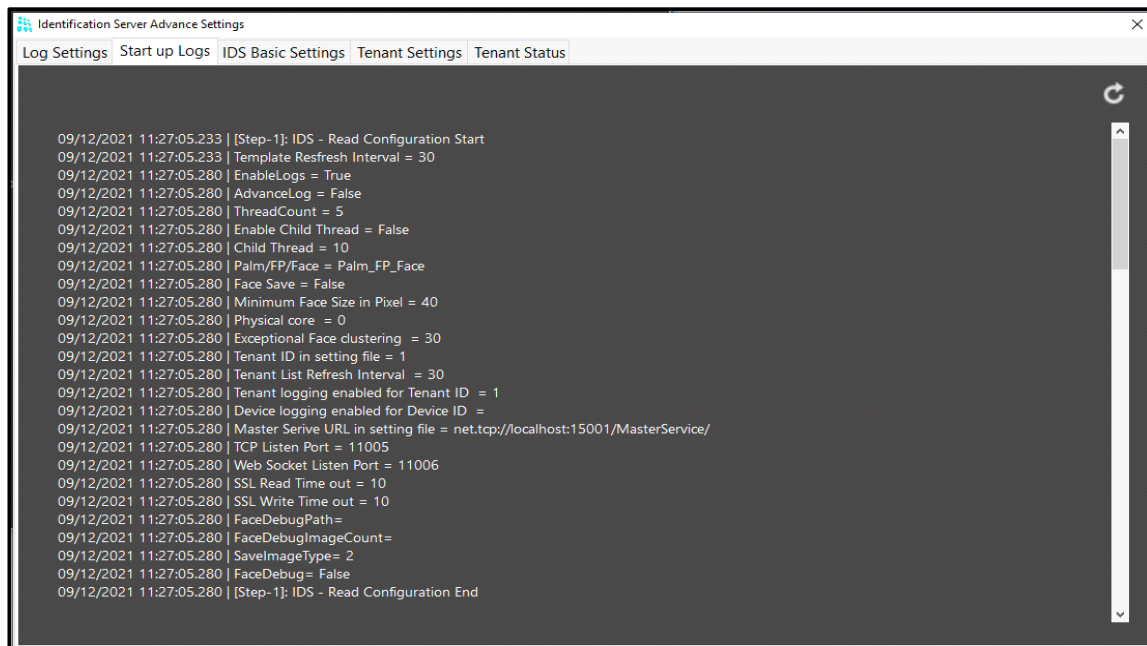 Identification Server Advance Settings
Log Settings Start up Logs IDS Basic Settings Tenant Settings Tenant Status
09/12/2021 11:27:05.233 | [Step-1]: IDS - Read Configuration Start
09/12/2021 11:27:05.233 | Template Resfresh Interval = 30
09/12/2021 11:27:05.280 | EnableLogs = True
09/12/2021 11:27:05.280 | AdvanceLog = False
09/12/2021 11:27:05.280 | ThreadCount = 5
09/12/2021 11:27:05.280 | Enable Child Thread = False
09/12/2021 11:27:05.280 | Child Thread = 10
09/12/2021 11:27:05.280 | Palm/FP/Face = Palm_FP_Face
09/12/2021 11:27:05.280 | Face Save = False
09/12/2021 11:27:05.280 | Minimum Face Size in Pixel = 40
09/12/2021 11:27:05.280 | Physical core  = 0
09/12/2021 11:27:05.280 | Exceptional Face clustering  = 30
09/12/2021 11:27:05.280 | Tenant ID in setting file = 1
09/12/2021 11:27:05.280 | Tenant List Refresh Interval  = 30
09/12/2021 11:27:05.280 | Tenant logging enabled for Tenant ID  = 1
09/12/2021 11:27:05.280 | Device logging enabled for Device ID  =
09/12/2021 11:27:05.280 | Master Serive URL in setting file = net.tcp://localhost:15001/MasterService/
09/12/2021 11:27:05.280 | TCP Listen Port = 11005
09/12/2021 11:27:05.280 | Web Socket Listen Port = 11006
09/12/2021 11:27:05.280 | SSL Read Time out = 10
09/12/2021 11:27:05.280 | SSL Write Time out = 10
09/12/2021 11:27:05.280 | FaceDebugPath=
09/12/2021 11:27:05.280 | FaceDebugImageCount=
09/12/2021 11:27:05.280 | SaveImageType= 2
09/12/2021 11:27:05.280 | FaceDebug= False
09/12/2021 11:27:05.280 | [Step-1]: IDS - Read Configuration End